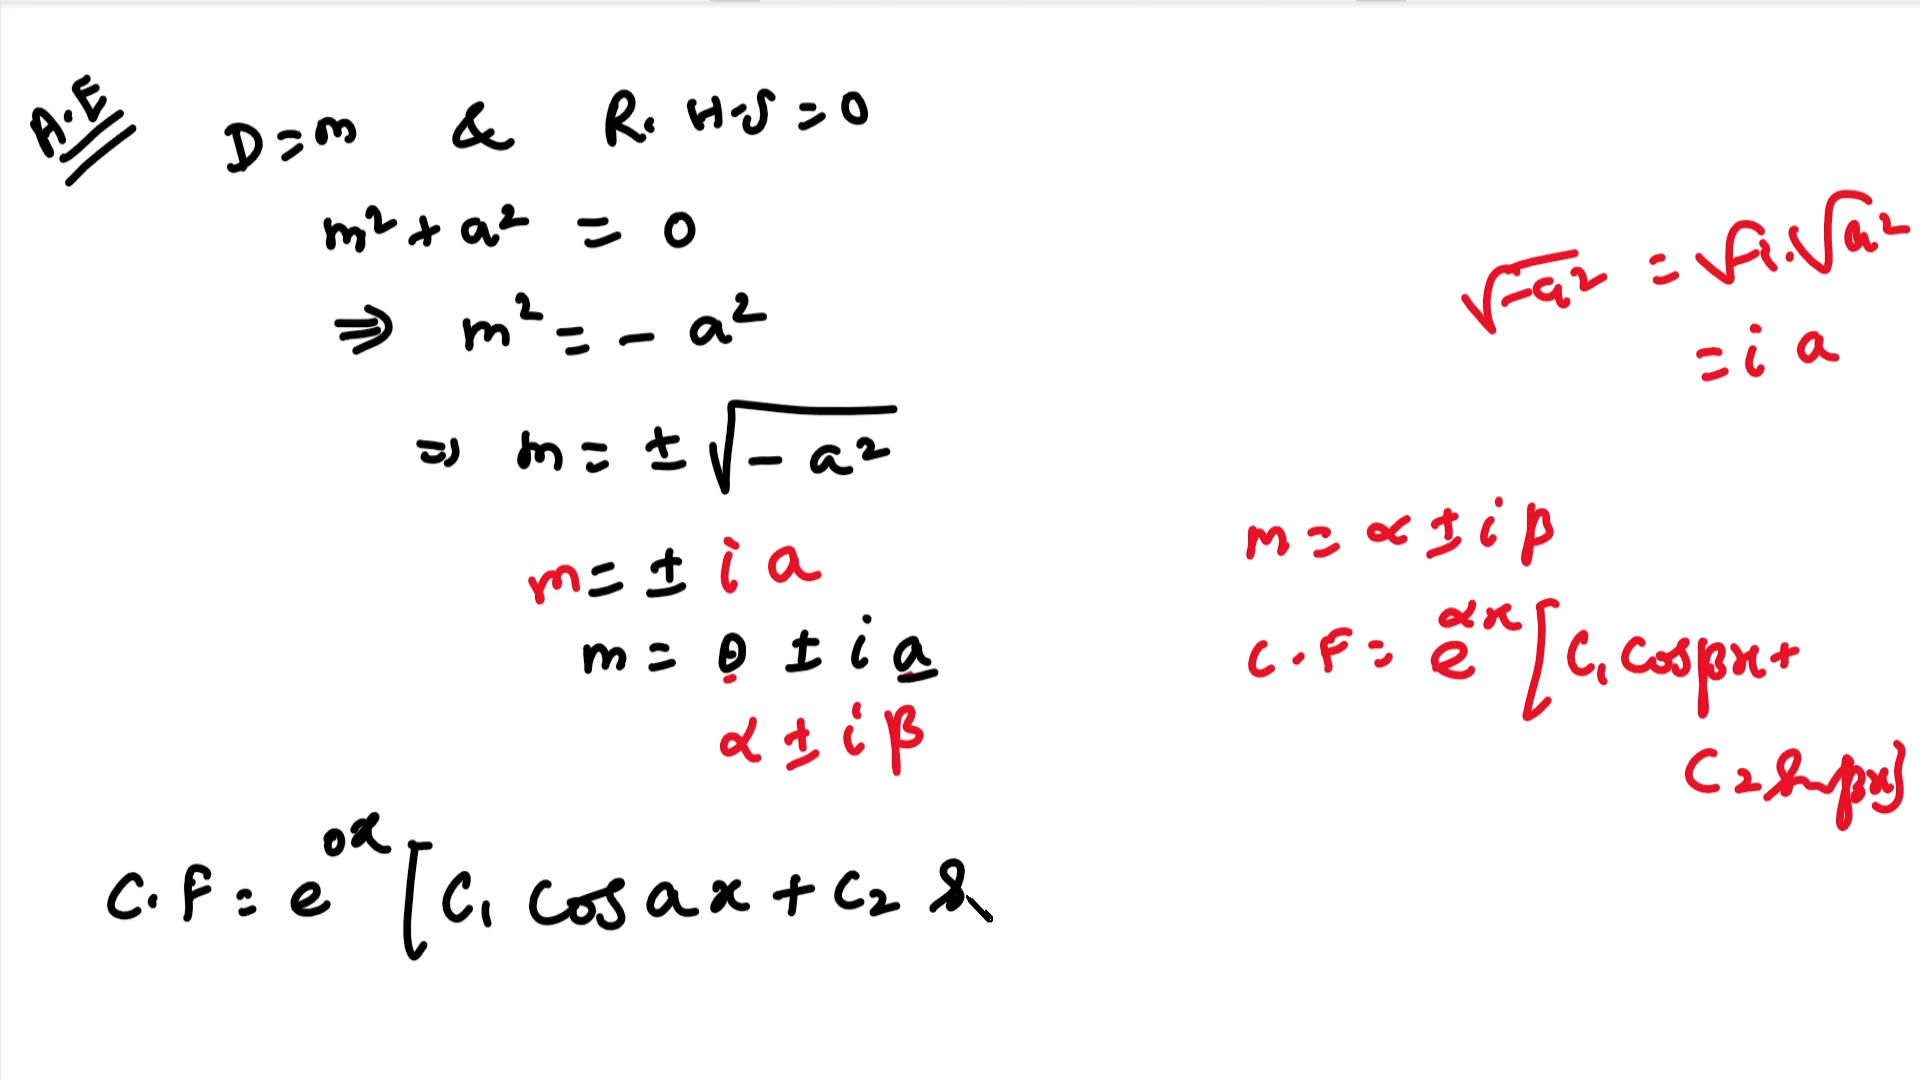 A.E D = m & R.H.S = 0
m² + a² = 0
⇒ m² = - a²
⇒ m = ± √(- a²)
m = ± i a
m = 0 ± i a
α ± i β
C.F = e^0x [C₁ cos a x + C₂ s
√(-a²) = √-1.√a²
= i a
m = α ± i β
C.F = e^αx [C₁ cos βx +
C₂ sin βx]